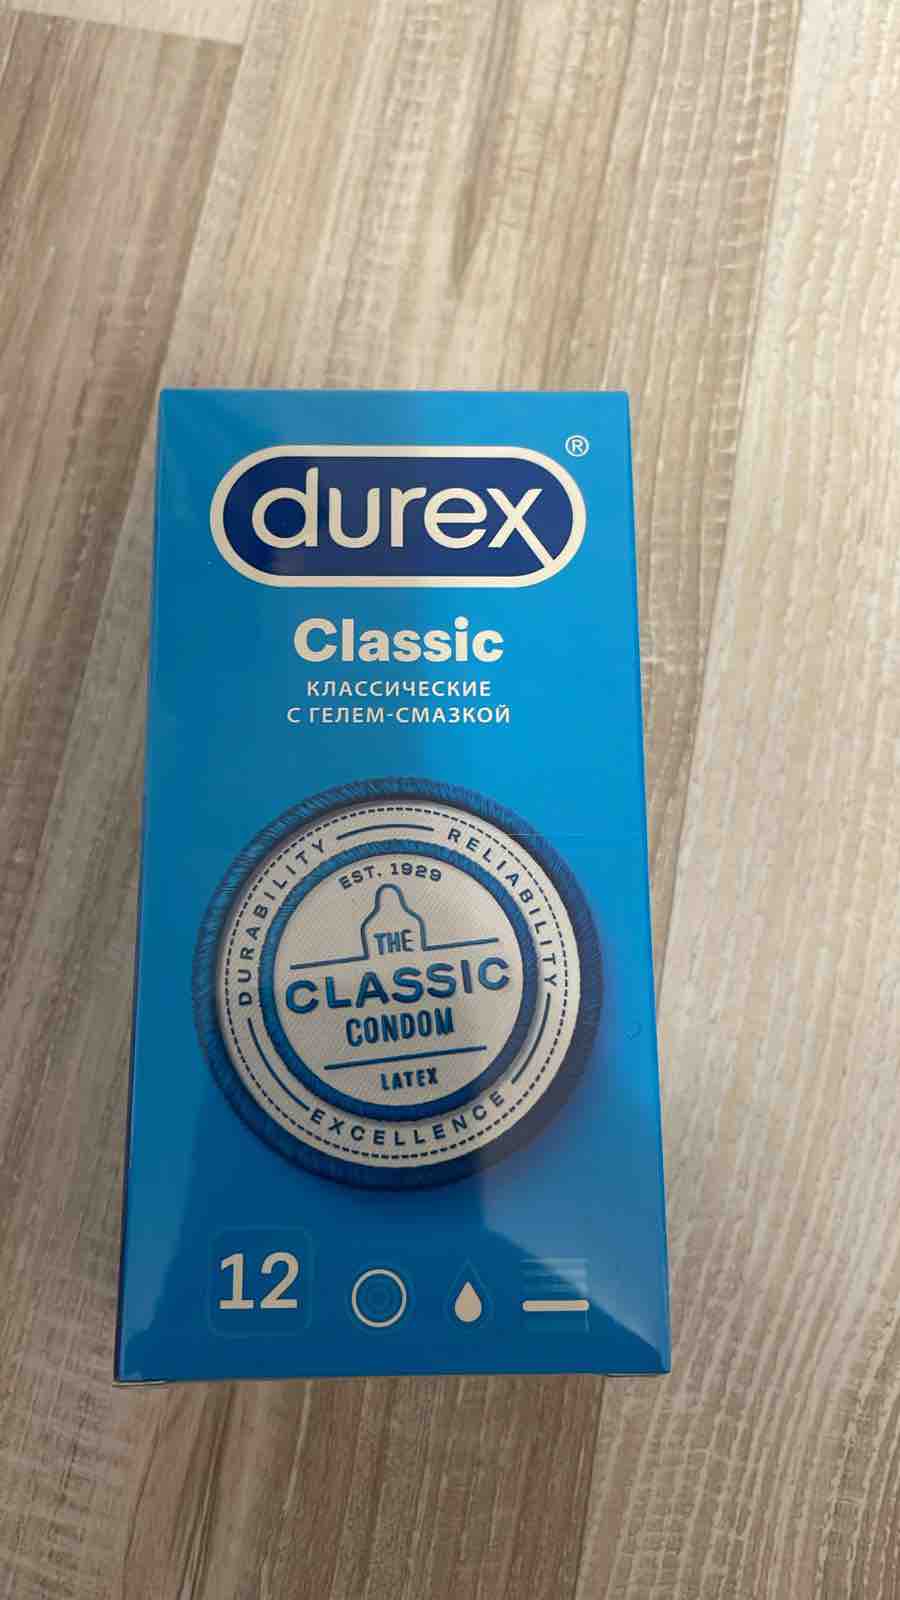 durex®
Classic
КЛАССИЧЕСКИЕ
С ГЕЛЕМ-СМАЗКОЙ
DURABILITY
RELIABILITY
EST. 1929
THE
CLASSIC
CONDOM
LATEX
EXCELLENCE
12